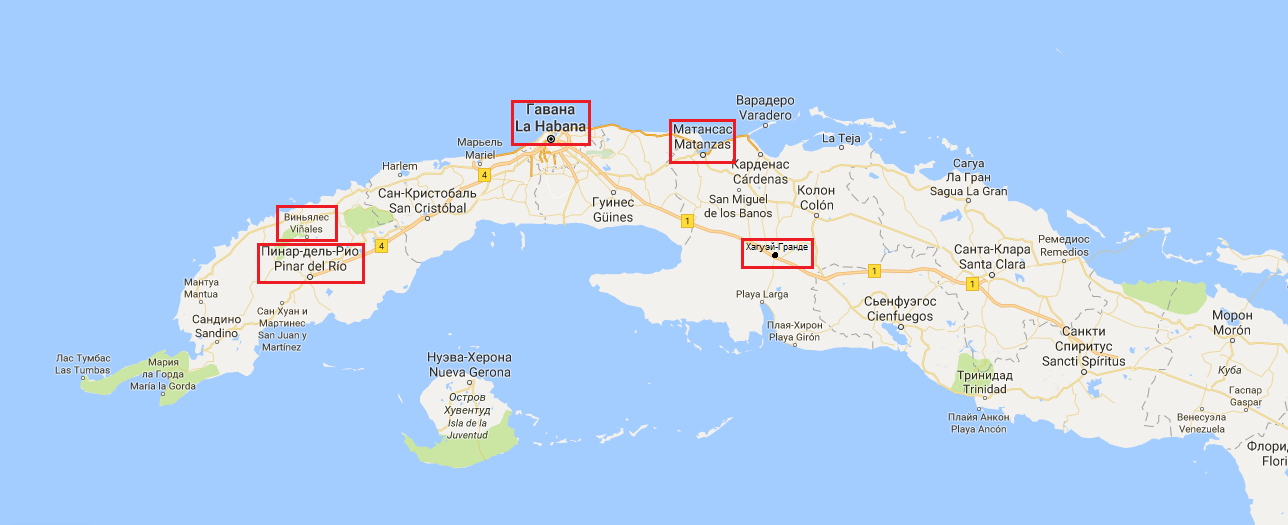 Гавана
La Habana
Матансас
Matanzas
Варадеро
Varadero
La Teja
Марьель
Mariel
Harlem
Карденас
Cárdenas
Сагуа
Ла Гран
Sagua La Gran
4
Сан-Кристобаль
San Cristóbal
Гуинес
Güines
San Miguel
de los Banos
Колон
Colón
Виньялес
Viñales
1
4
Пинар-дель-Рио
Pinar del Río
Хагуэй-Гранде
Санта-Клара
Santa Clara
Ремедиос
Remedios
1
1
Мантуа
Mantua
Playa Larga
Сьенфуэгос
Cienfuegos
Сандино
Sandino
Сан Хуан и
Мартинес
San Juan y
Martínez
Плая-Хирон
Playa Girón
Морон
Morón
Санкти
Спиритус
Sancti Spíritus
Лас Тумбас
Las Tumbas
Мария
ла Горда
María la Gorda
Нуэва-Херона
Nueva Gerona
Остров
Хувентуд
Isla de la
Juventud
Тринидад
Trinidad
Куба
Гаспар
Gaspar
Плайя Анкон
Playa Ancón
Венесуэла
Venezuela
Флорид
Flori